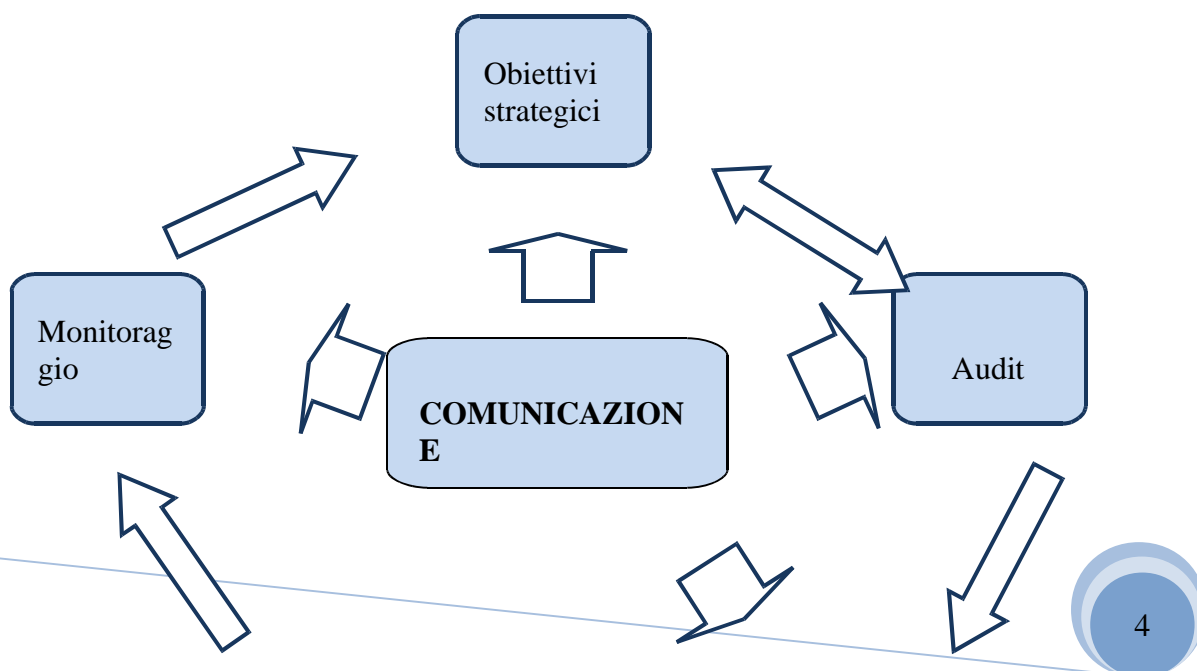 Obiettivi
strategici
Monitorag
gio
COMUNICAZION
E
Audit
4